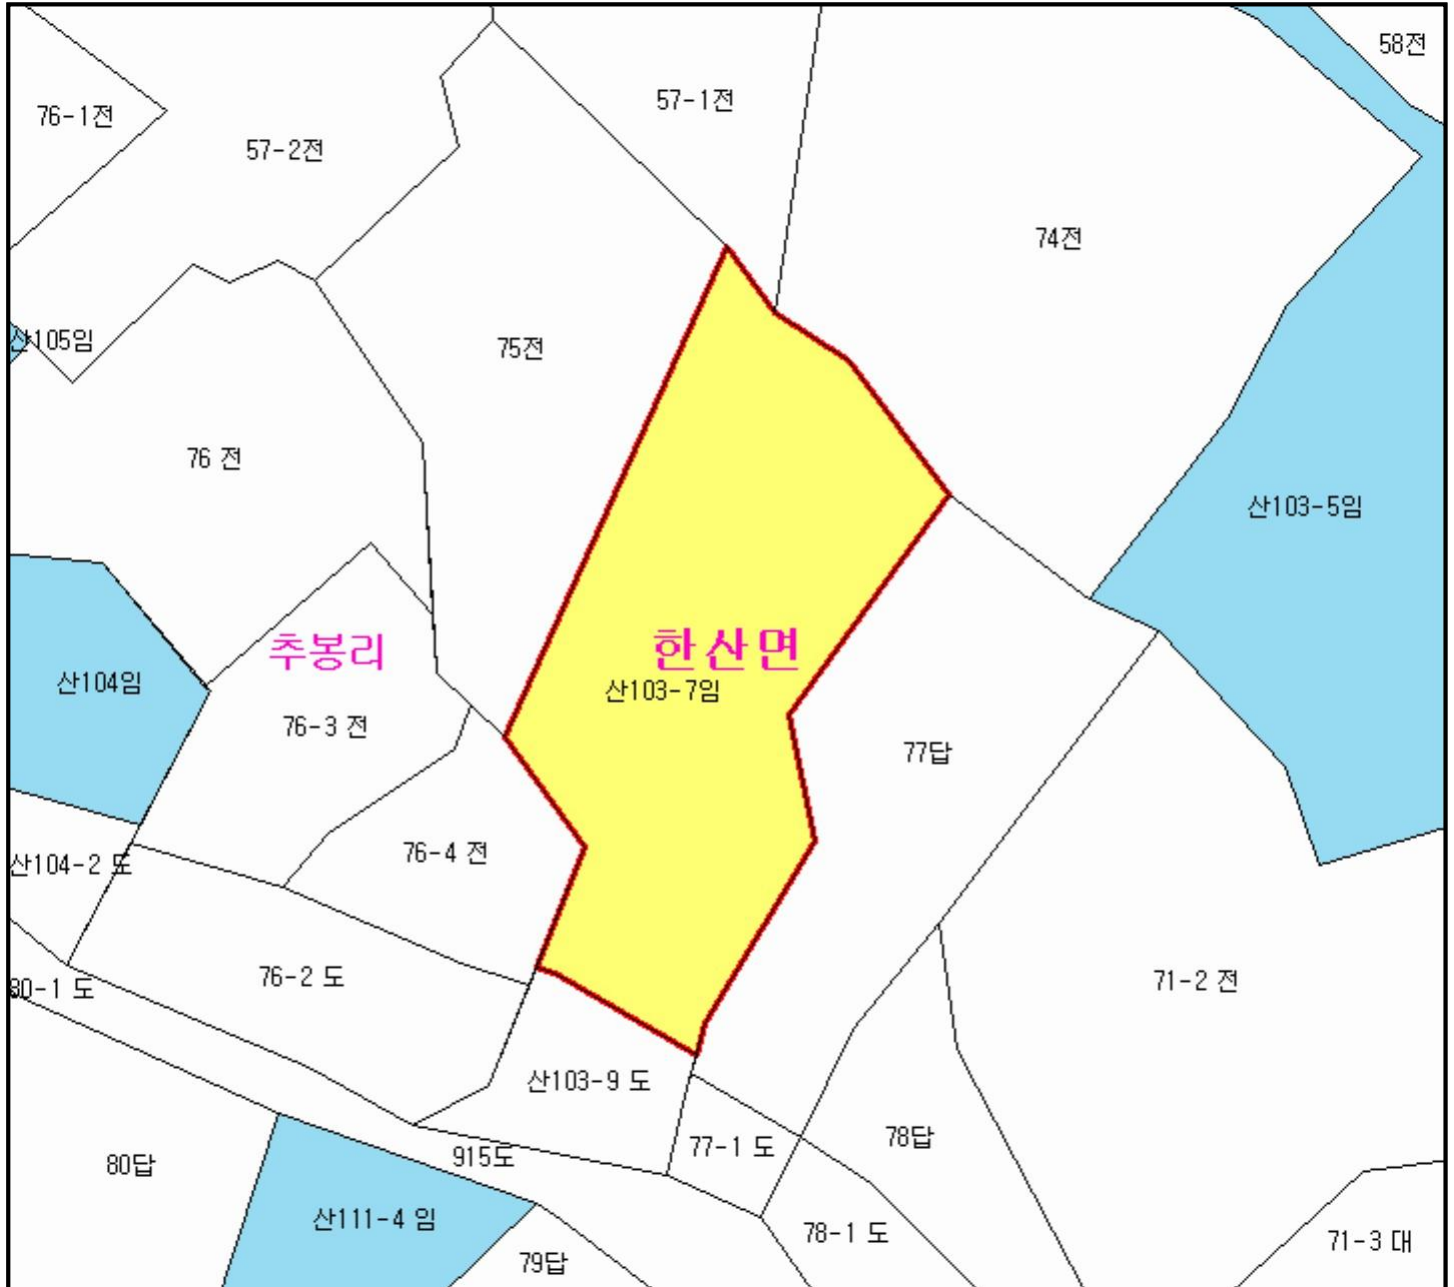 58전
76-1전
57-1전
57-2전
74전
산105임
75전
76 전
산103-5임
추봉리
한산면
산104임
산103-7임
76-3 전
77답
76-4 전
산104-2 도
76-2 도
80-1 도
71-2 전
산103-9 도
78답
77-1 도
915도
80답
산111-4 임
78-1 도
71-3 대
79답